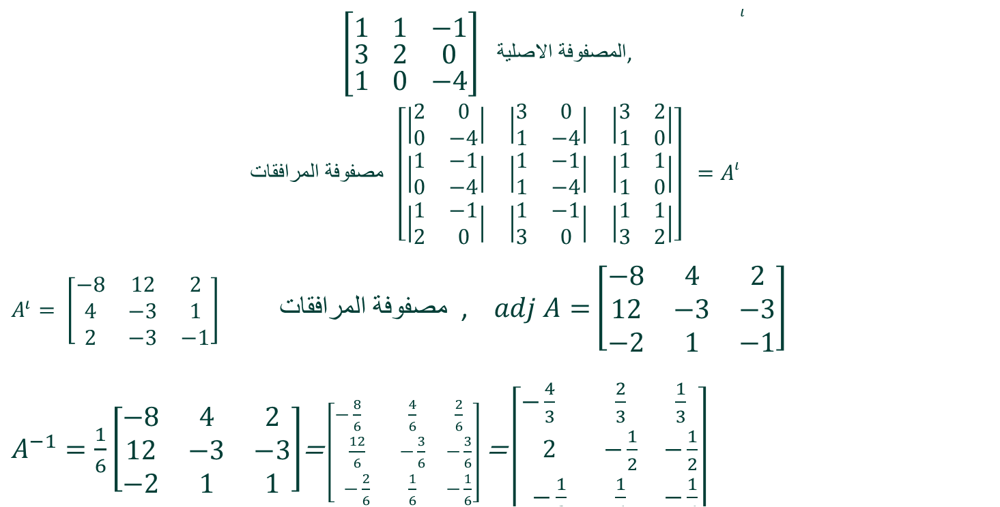 ι
[1 1 −1; 3 2 0; 1 0 −4] المصفوفة الاصلية,
مصفوفة المرافقات [|2 0; 0 −4| |3 0; 1 −4| |3 2; 1 0|; |1 −1; 0 −4| |1 −1; 1 −4| |1 1; 1 0|; |1 −1; 2 0| |1 −1; 3 0| |1 1; 3 2|] = A^ι
A^ι = [−8 12 2; 4 −3 1; 2 −3 −1] مصفوفة المرافقات , adj A = [−8 4 2; 12 −3 −3; −2 1 −1]
A^−1 = 1/6 [−8 4 2; 12 −3 −3; −2 1 1] = [−8/6 4/6 2/6; 12/6 −3/6 −3/6; −2/6 1/6 −1/6] = [−4/3 2/3 1/3; 2 −1/2 −1/2; −1 1 −1]